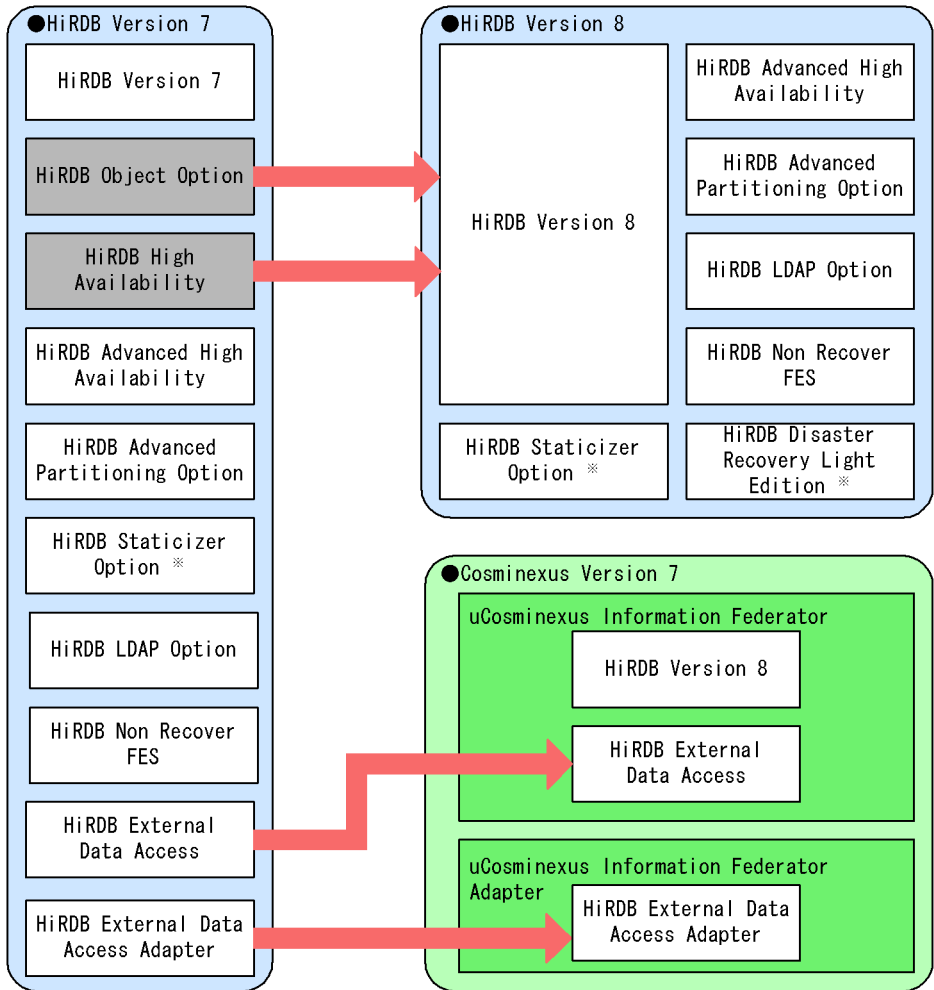 ●HiRDB Version 7
HiRDB Version 7
HiRDB Object Option
HiRDB High
Availability
HiRDB Advanced High
Availability
HiRDB Advanced
Partitioning Option
HiRDB Staticizer
Option ※
HiRDB LDAP Option
HiRDB Non Recover
FES
HiRDB External
Data Access
HiRDB External Data
Access Adapter
●HiRDB Version 8
HiRDB Version 8
HiRDB Advanced High
Availability
HiRDB Advanced
Partitioning Option
HiRDB LDAP Option
HiRDB Non Recover
FES
HiRDB Staticizer
Option ※
HiRDB Disaster
Recovery Light
Edition ※
●Cosminexus Version 7
uCosminexus Information Federator
HiRDB Version 8
HiRDB External
Data Access
uCosminexus Information Federator
Adapter
HiRDB External Data
Access Adapter